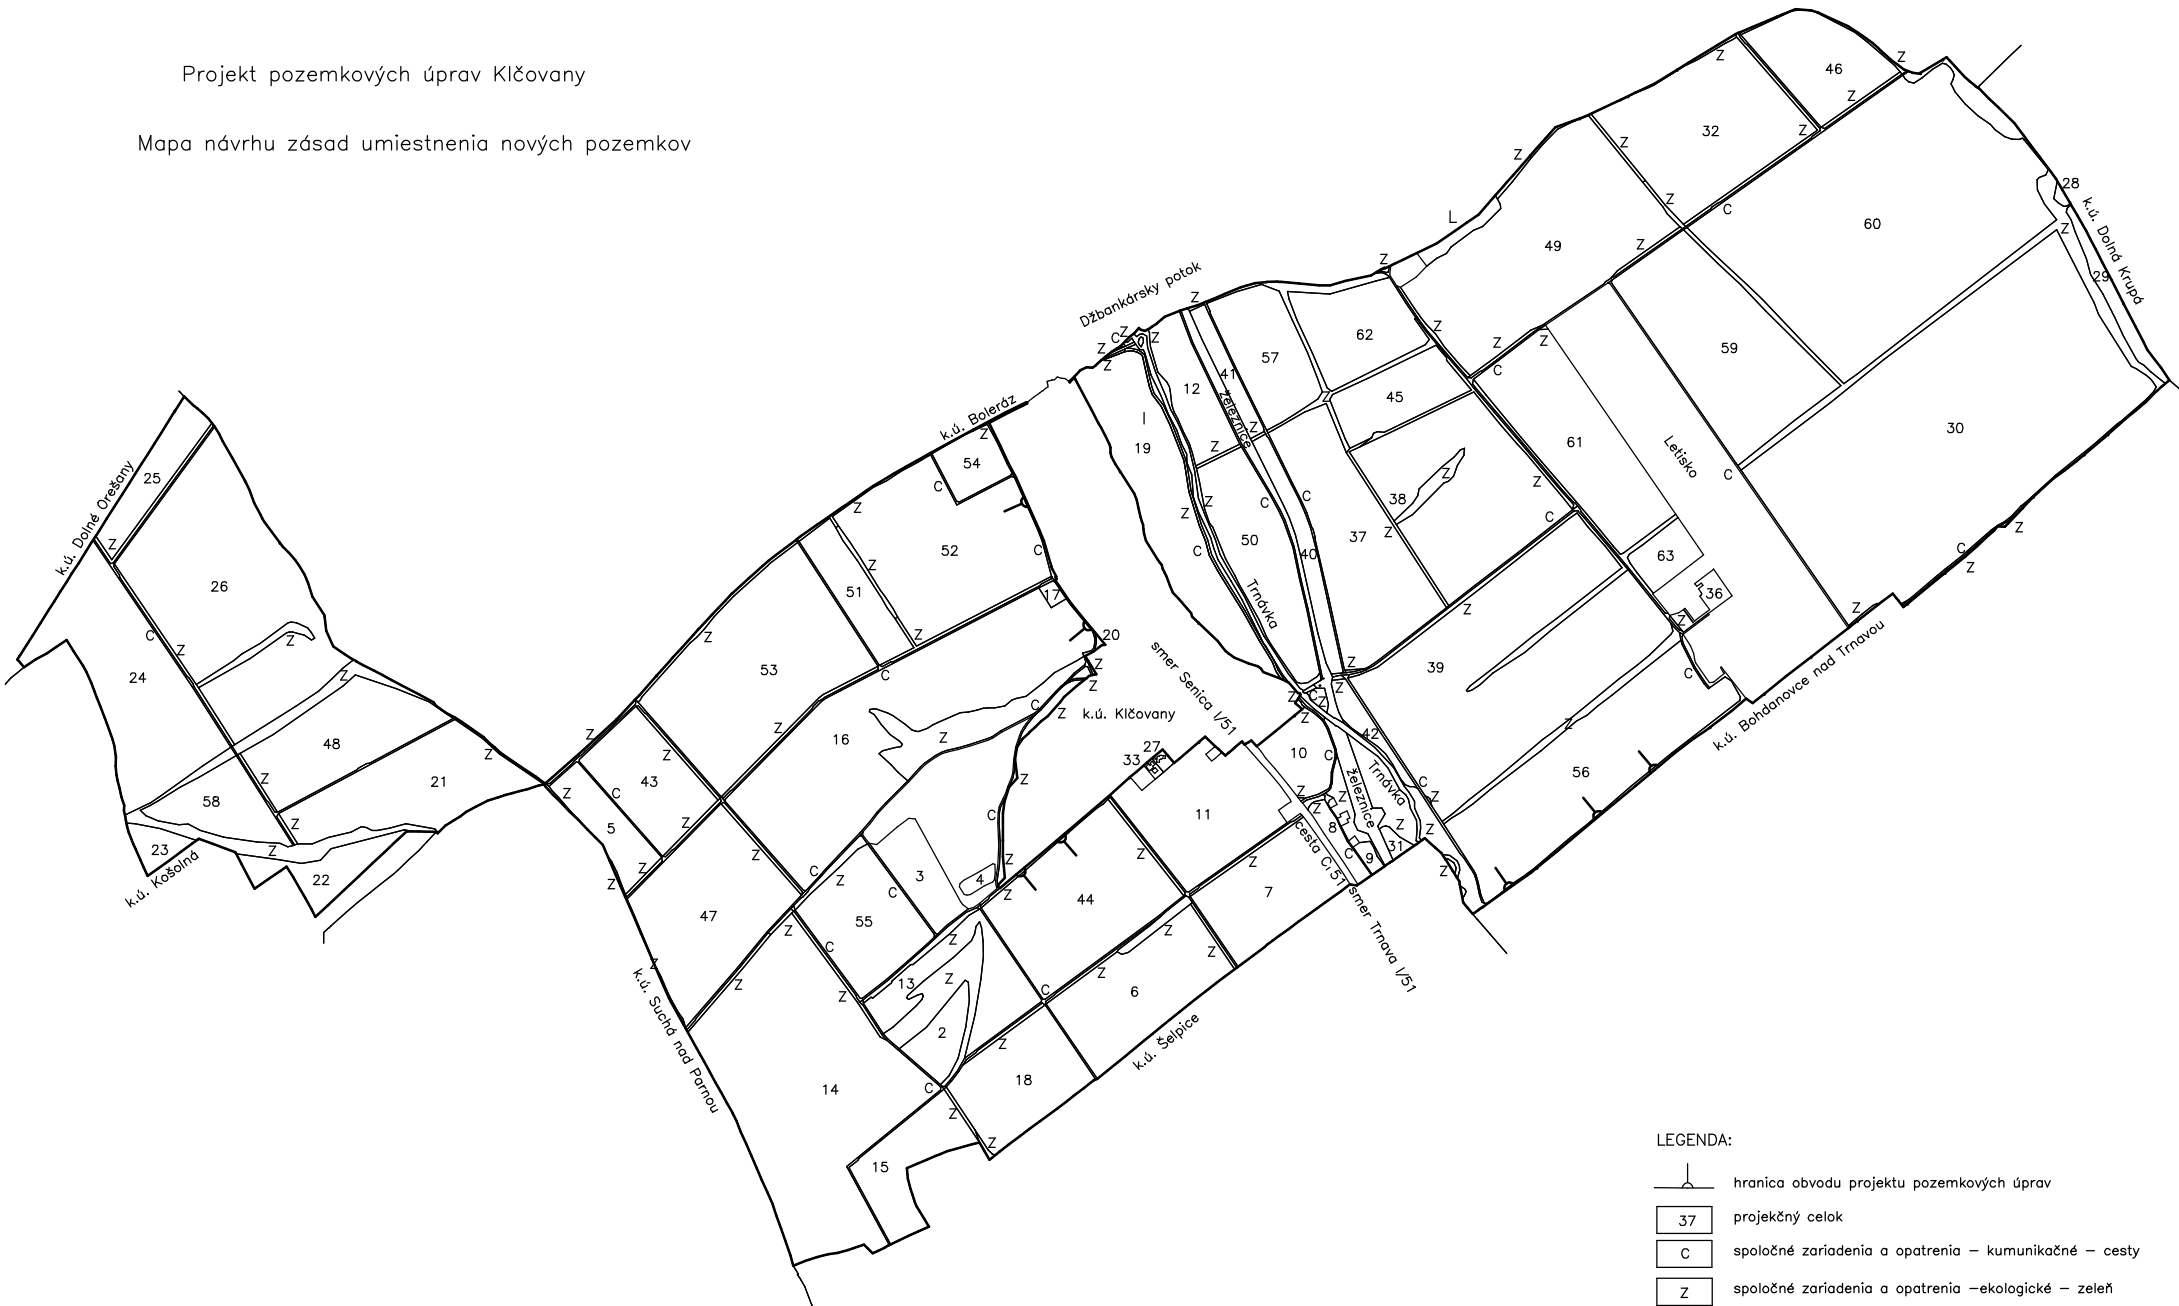 Projekt pozemkových úprav Klčovany
Mapa návrhu zásad umiestnenia nových pozemkov
46
Z
Z
Z
32
Z
Z
Z
Z
C
28
k.ú. Dolná Krupá
Z
29
60
L
49
Z
Z
Džbankársky potok
Z
Z
C
Z
Z
Z
62
Z
57
41
železnice
12
Z
Z
Z
45
Z
C
Z
59
30
61
Letisko
C
I
19
k.ú. Boleráz
Z
54
C
52
Z
Z
C
51
Z
17
20
Z
Z
53
Z
C
Z
Z
C
Z
50
C
C
40
37
38
Z
Z
Z
C
Z
63
36
Z
C
Z
C
Z
Z
k.ú. Bohdanovce nad Trnavou
39
Z
56
Trnávka
smer Senica I/51
k.ú. Klčovany
Z
C
Z
Z
Z
Z
Z
42
10
C
železnice
Trnávka
C
Z
Z
Z
Z
8
Z
31
9
C
Z
Z
cesta C.I 51 smer Trnava I/51
33
27
11
Z
Z
7
44
Z
Z
C
Z
6
k.ú. Šelpice
Z
18
Z
Z
C
k.ú. Dolné Orešany
25
Z
26
C
Z
Z
24
Z
48
Z
21
Z
58
Z
Z
23
k.ú. Košolná
22
Z
Z
C
43
5
Z
Z
Z
Z
16
Z
C
Z
C
Z
Z
C
Z
3
4
C
55
C
Z
Z
47
Z
Z
Z
Z
13
Z
2
14
15
k.ú. Suchá nad Parnou
LEGENDA:
hranica obvodu projektu pozemkových úprav
37 projekčný celok
C spoločné zariadenia a opatrenia – kumunikačné – cesty
Z spoločné zariadenia a opatrenia –ekologické – zeleň